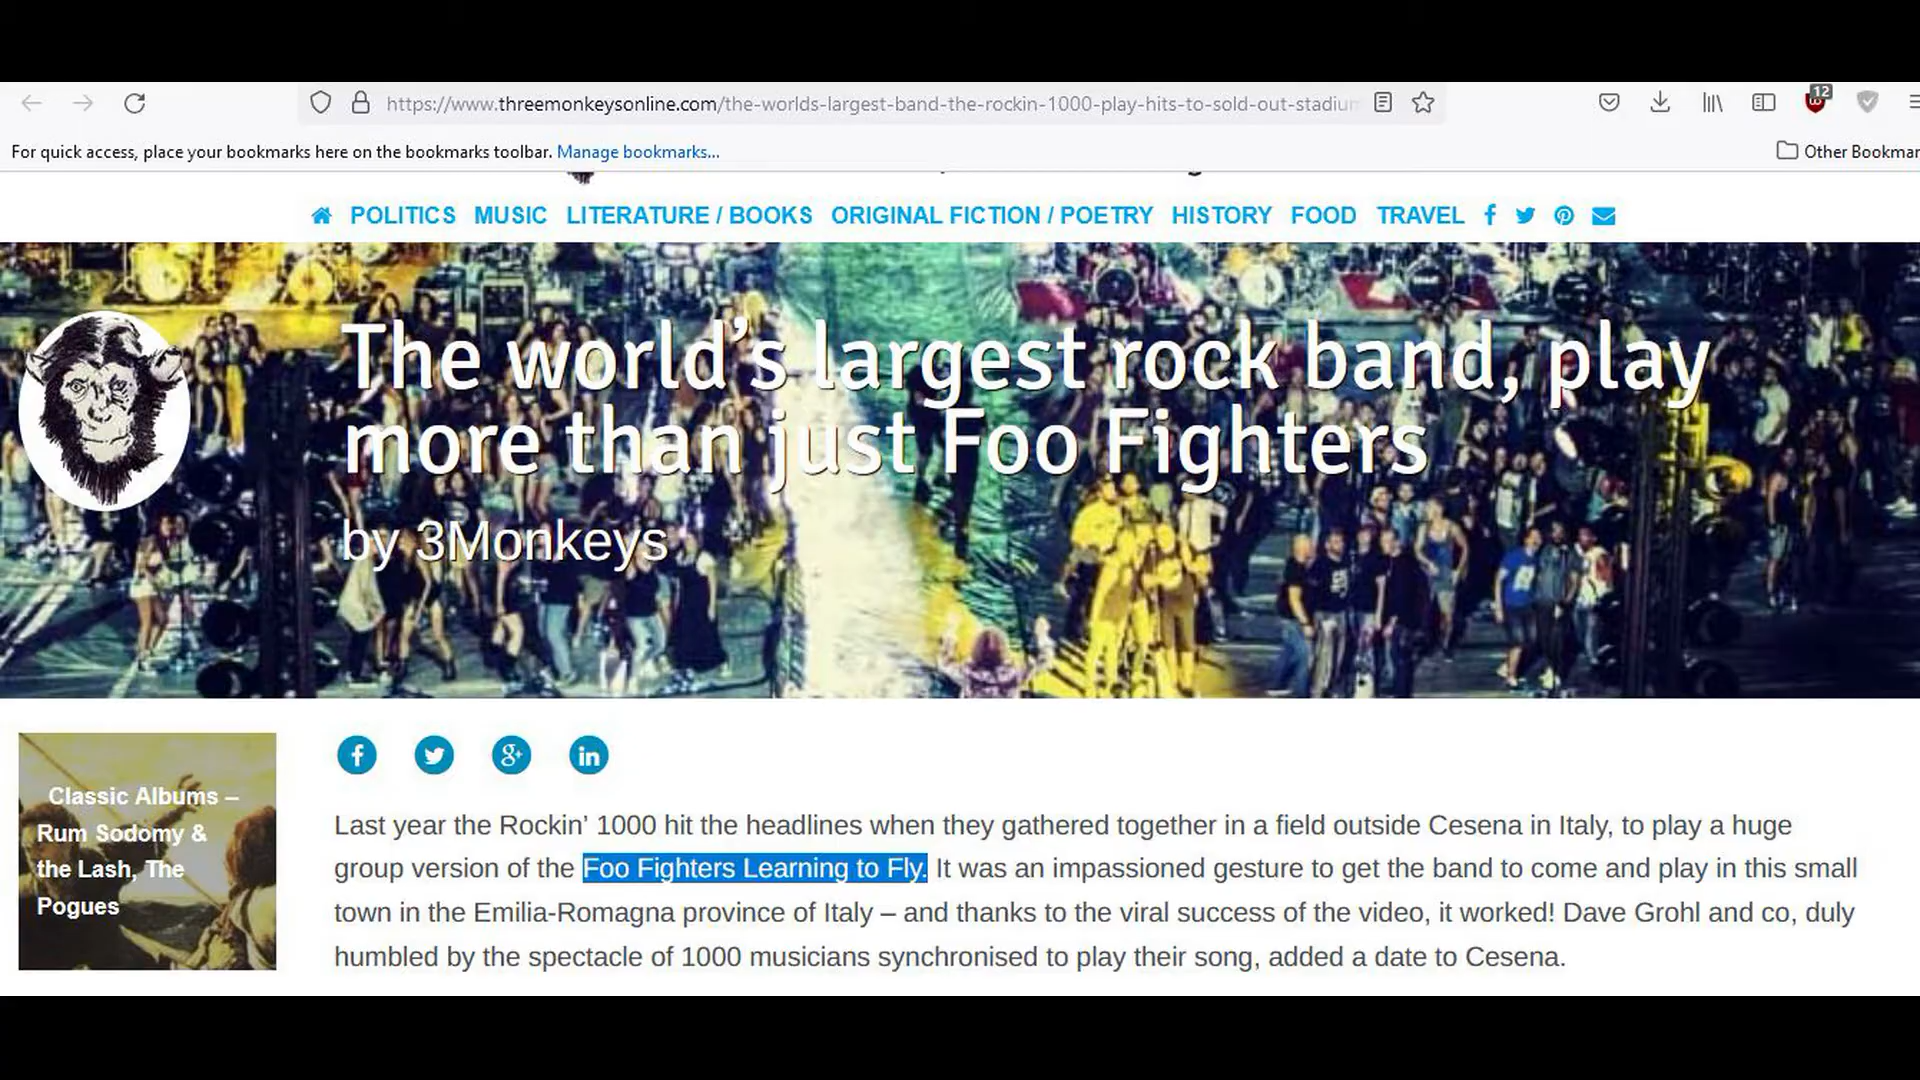 https://www.threemonkeysonline.com/the-worlds-largest-band-the-rockin-1000-play-hits-to-sold-out-stadium
12
For quick access, place your bookmarks here on the bookmarks toolbar. Manage bookmarks...
Other Bookmar
POLITICS MUSIC LITERATURE / BOOKS ORIGINAL FICTION / POETRY HISTORY FOOD TRAVEL
The world's largest rock band, play
more than just Foo Fighters
by 3Monkeys
Classic Albums –
Rum Sodomy &
the Lash, The
Pogues
Last year the Rockin' 1000 hit the headlines when they gathered together in a field outside Cesena in Italy, to play a huge
group version of the Foo Fighters Learning to Fly. It was an impassioned gesture to get the band to come and play in this small
town in the Emilia-Romagna province of Italy – and thanks to the viral success of the video, it worked! Dave Grohl and co, duly
humbled by the spectacle of 1000 musicians synchronised to play their song, added a date to Cesena.